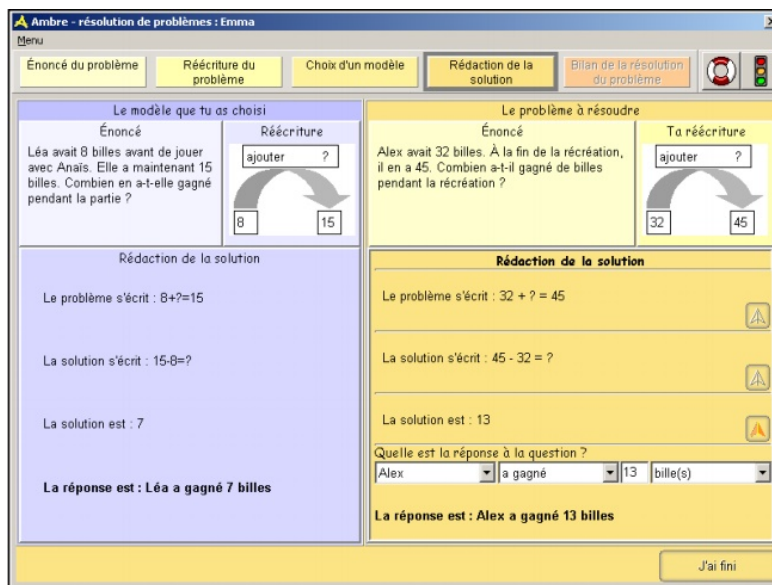 Ambre - résolution de problèmes : Emma
Menu
Énoncé du problème
Réécriture du
problème
Choix d'un modèle
Rédaction de la
solution
Bilan de la résolution
du problème
Le modèle que tu as choisi
Énoncé
Léa avait 8 billes avant de jouer
avec Anaïs. Elle a maintenant 15
billes. Combien en a-t-elle gagné
pendant la partie ?
Réécriture
ajouter ?
8 15
Rédaction de la solution
Le problème s'écrit : 8+?=15
La solution s'écrit : 15-8=?
La solution est : 7
La réponse est : Léa a gagné 7 billes
Le problème à résoudre
Énoncé
Alex avait 32 billes. À la fin de la récréation,
il en a 45. Combien a-t-il gagné de billes
pendant la récréation ?
Ta réécriture
ajouter ?
32 45
Rédaction de la solution
Le problème s'écrit : 32 + ? = 45
La solution s'écrit : 45 - 32 = ?
La solution est : 13
Quelle est la réponse à la question ?
Alex a gagné 13 bille(s)
La réponse est : Alex a gagné 13 billes
J'ai fini